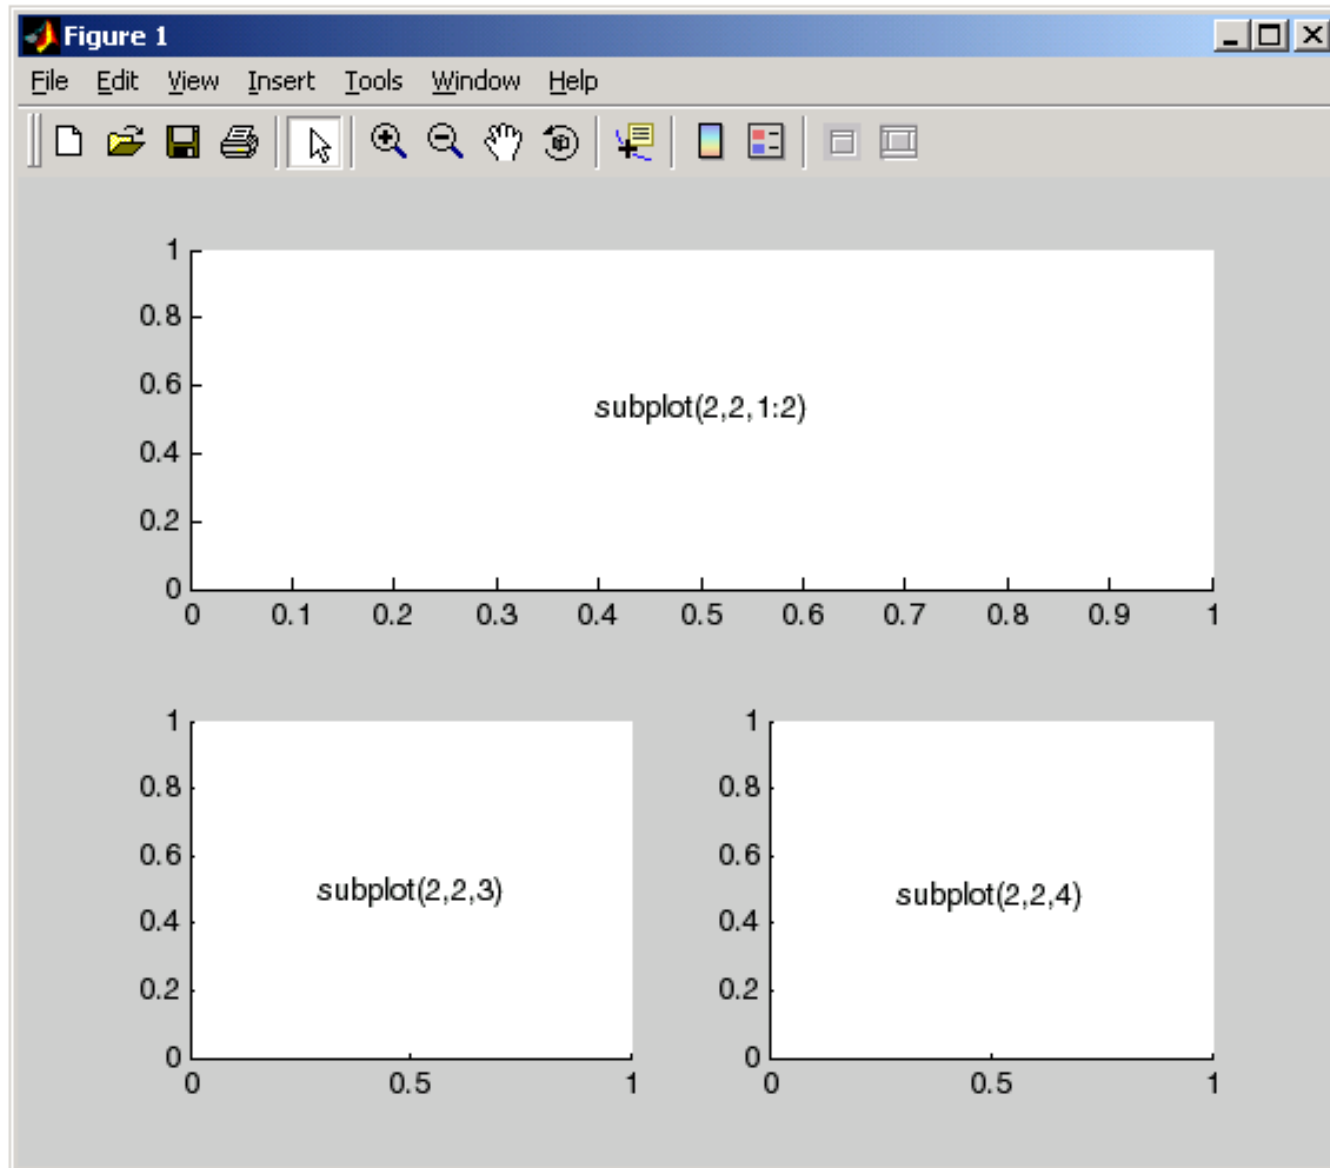 Figure 1
File Edit View Insert Tools Window Help
1
0.8
0.6
subplot(2,2,1:2)
0.4
0.2
0
0 0.1 0.2 0.3 0.4 0.5 0.6 0.7 0.8 0.9 1
1 1
0.8 0.8
0.6 0.6
subplot(2,2,3) subplot(2,2,4)
0.4 0.4
0.2 0.2
0 0
0 0.5 1 0 0.5 1